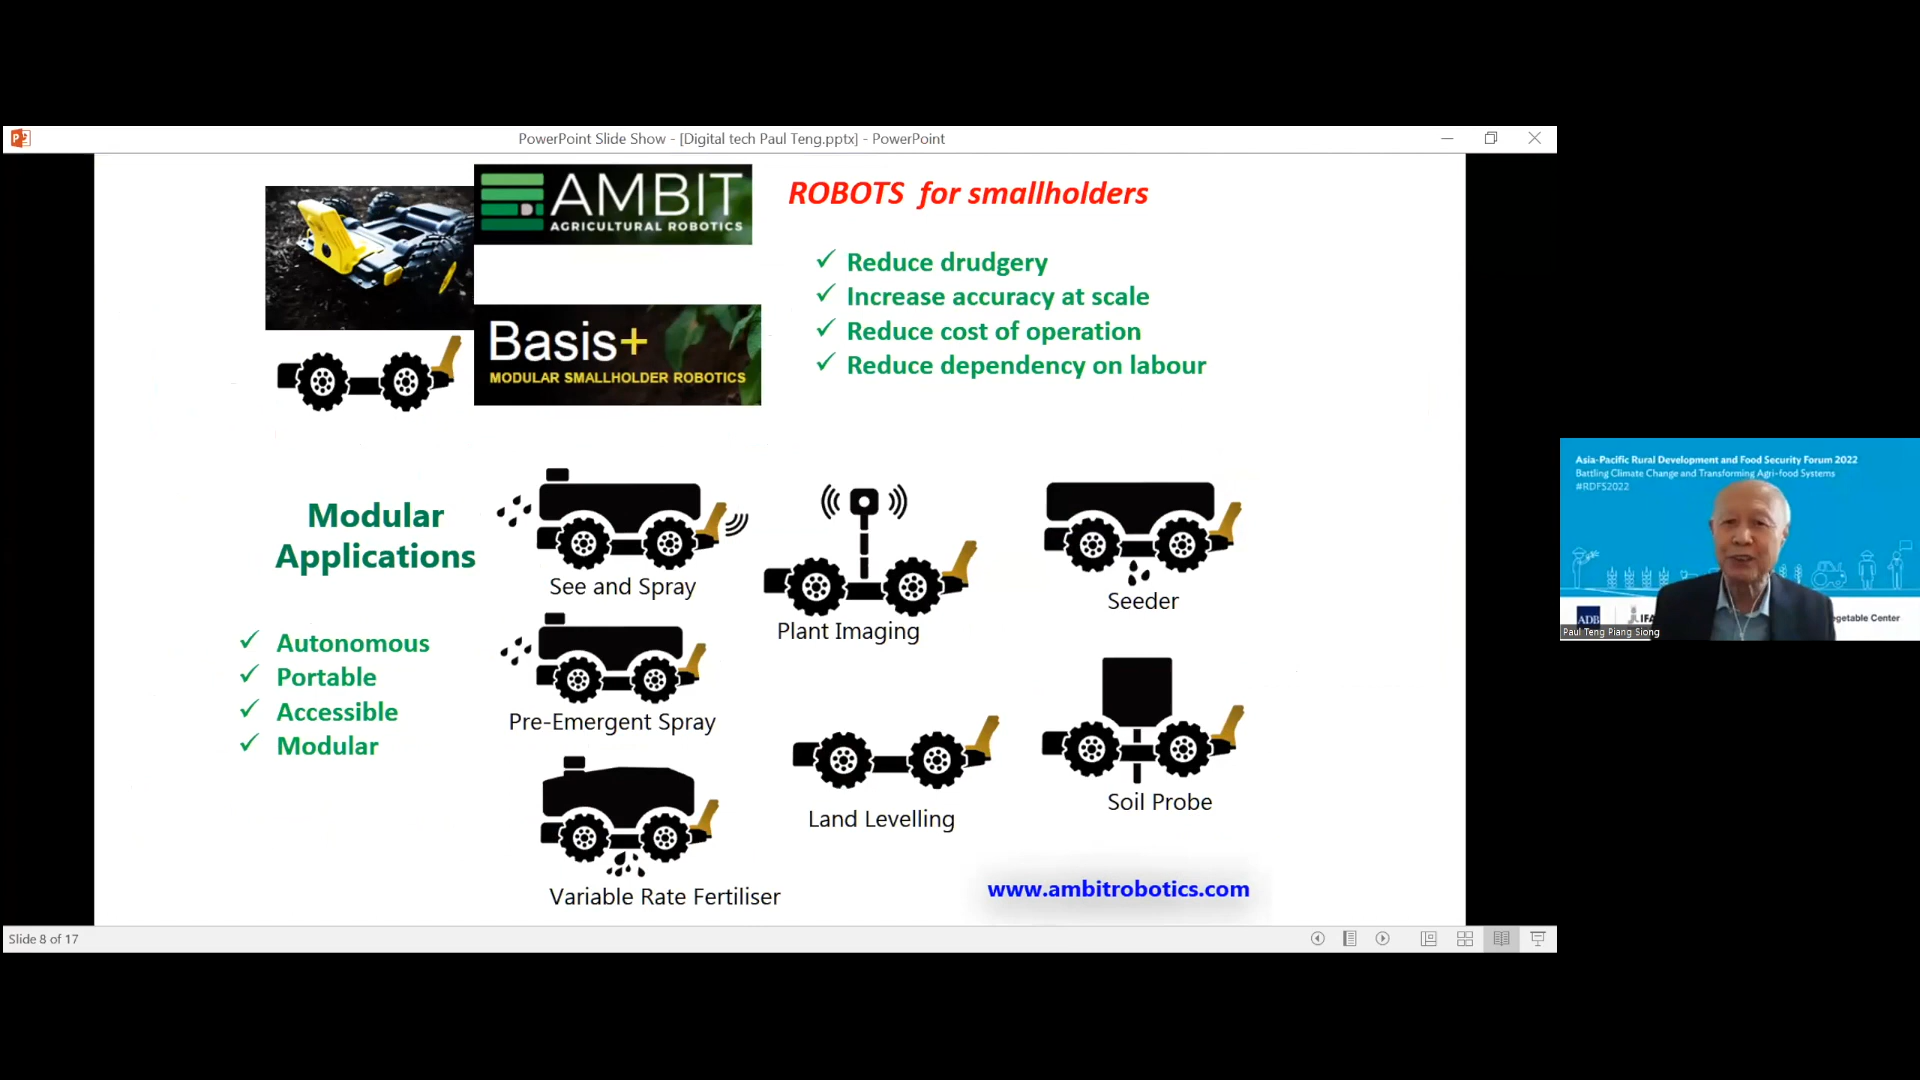 PowerPoint Slide Show - [Digital tech Paul Teng.pptx] - PowerPoint
AMBIT
AGRICULTURAL ROBOTICS
ROBOTS for smallholders
✓ Reduce drudgery
✓ Increase accuracy at scale
✓ Reduce cost of operation
✓ Reduce dependency on labour
Basis+
MODULAR SMALLHOLDER ROBOTICS
Modular
Applications
✓ Autonomous
✓ Portable
✓ Accessible
✓ Modular
See and Spray
Plant Imaging
Seeder
Pre-Emergent Spray
Land Levelling
Soil Probe
Variable Rate Fertiliser
www.ambitrobotics.com
Slide 8 of 17
Asia-Pacific Rural Development and Food Security Forum 2022
Battling Climate Change and Transforming Agri-food Systems
#RDFS2022
ADB
IFA
egetable Center
Paul Teng Piang Siong